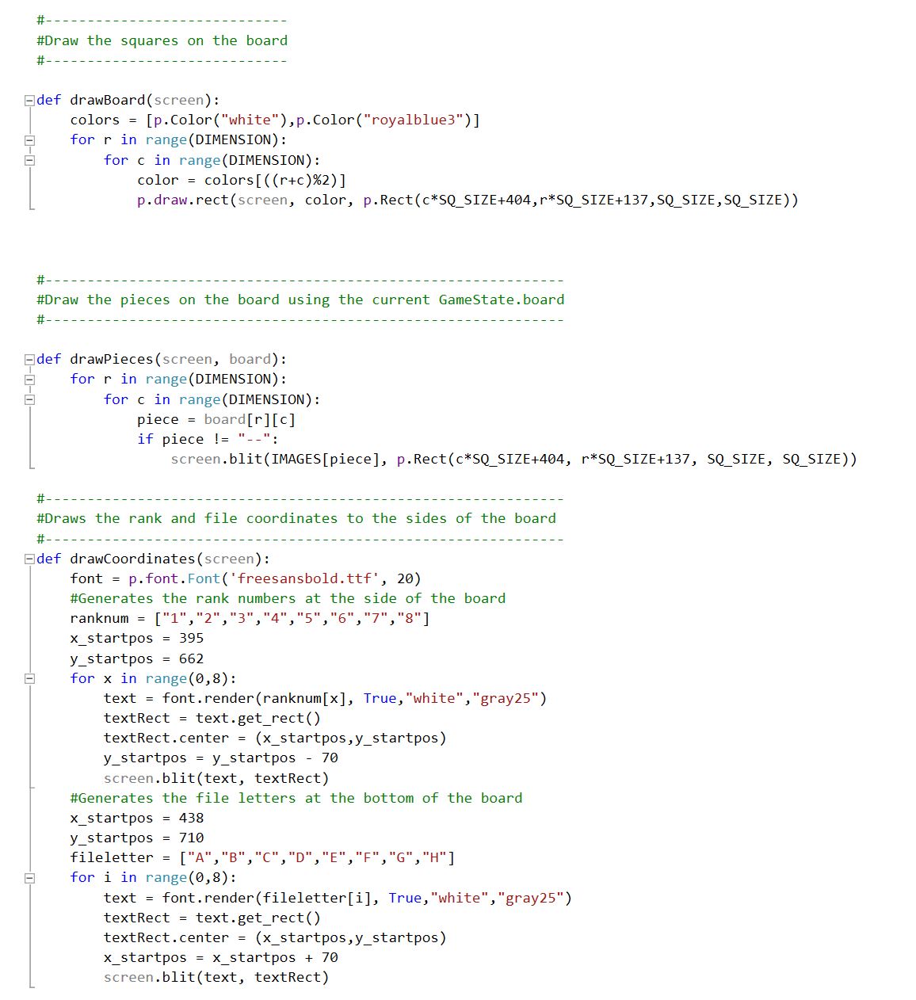 #-----------------------------
#Draw the squares on the board
#-----------------------------
def drawBoard(screen):
    colors = [p.Color("white"),p.Color("royalblue3")]
    for r in range(DIMENSION):
        for c in range(DIMENSION):
            color = colors[((r+c)%2)]
            p.draw.rect(screen, color, p.Rect(c*SQ_SIZE+404,r*SQ_SIZE+137,SQ_SIZE,SQ_SIZE))
#--------------------------------------------------------------
#Draw the pieces on the board using the current GameState.board
#--------------------------------------------------------------
def drawPieces(screen, board):
    for r in range(DIMENSION):
        for c in range(DIMENSION):
            piece = board[r][c]
            if piece != "--":
                screen.blit(IMAGES[piece], p.Rect(c*SQ_SIZE+404, r*SQ_SIZE+137, SQ_SIZE, SQ_SIZE))
#--------------------------------------------------------------
#Draws the rank and file coordinates to the sides of the board
#--------------------------------------------------------------
def drawCoordinates(screen):
    font = p.font.Font('freesansbold.ttf', 20)
    #Generates the rank numbers at the side of the board
    ranknum = ["1","2","3","4","5","6","7","8"]
    x_startpos = 395
    y_startpos = 662
    for x in range(0,8):
        text = font.render(ranknum[x], True,"white","gray25")
        textRect = text.get_rect()
        textRect.center = (x_startpos,y_startpos)
        y_startpos = y_startpos - 70
        screen.blit(text, textRect)
    #Generates the file letters at the bottom of the board
    x_startpos = 438
    y_startpos = 710
    fileletter = ["A","B","C","D","E","F","G","H"]
    for i in range(0,8):
        text = font.render(fileletter[i], True,"white","gray25")
        textRect = text.get_rect()
        textRect.center = (x_startpos,y_startpos)
        x_startpos = x_startpos + 70
        screen.blit(text, textRect)